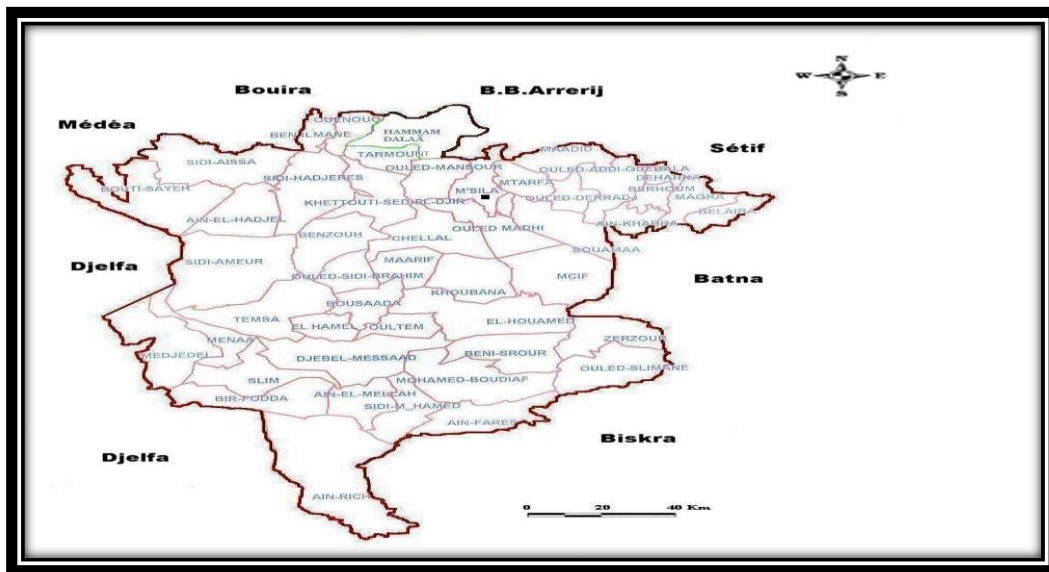 N
W E
S
Bouira
B.B.Arrerij
Médéa
Sétif
OUENOUG
BENI-ILMANE
HAMMAM
DALAÂ
TARMOUNT
MAADID
SIDI-AISSA
OULED-MANSOUR
OULED-ADDI-GUEBALA
DEHAHNA
SIDI-HADJERES
BOUTI-SAYEH
M'SILA
MTARFA
BERHOUM
MAGRA
KHETTOUTI-SED-EL-DJIR
OULED-DERRADJ
BELAIBA
AIN-EL-HADJEL
AIN-KHADRA
OULED MADHI
BENZOUH
CHELLAL
SOUAMAA
MAARIF
SIDI-AMEUR
Djelfa
OULED-SIDI-BRAHIM
MCIF
Batna
KHOUBANA
BOUSAADA
TEMSA
EL HAMEL
OULTEM
EL-HOUAMED
MENAA
ZERZOUR
MEDJEDEL
DJEBEL-MESSAAD
BENI-SROUR
OULED-SLIMANE
SLIM
MOHAMED-BOUDIAF
BIR-FODDA
AIN-EL-MELLAH
SIDI-M_HAMED
AIN-FARES
Biskra
Djelfa
AIN-RICH
0 20 40 Km